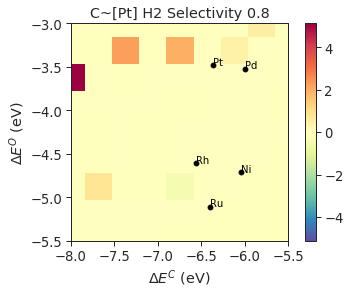 C~[Pt] H2 Selectivity 0.8
−3.0
−3.5
−4.0
−4.5
−5.0
−5.5
ΔE^O (eV)
Pt
Pd
Rh
Ni
Ru
−8.0 −7.5 −7.0 −6.5 −6.0 −5.5
ΔE^C (eV)
4
2
0
−2
−4